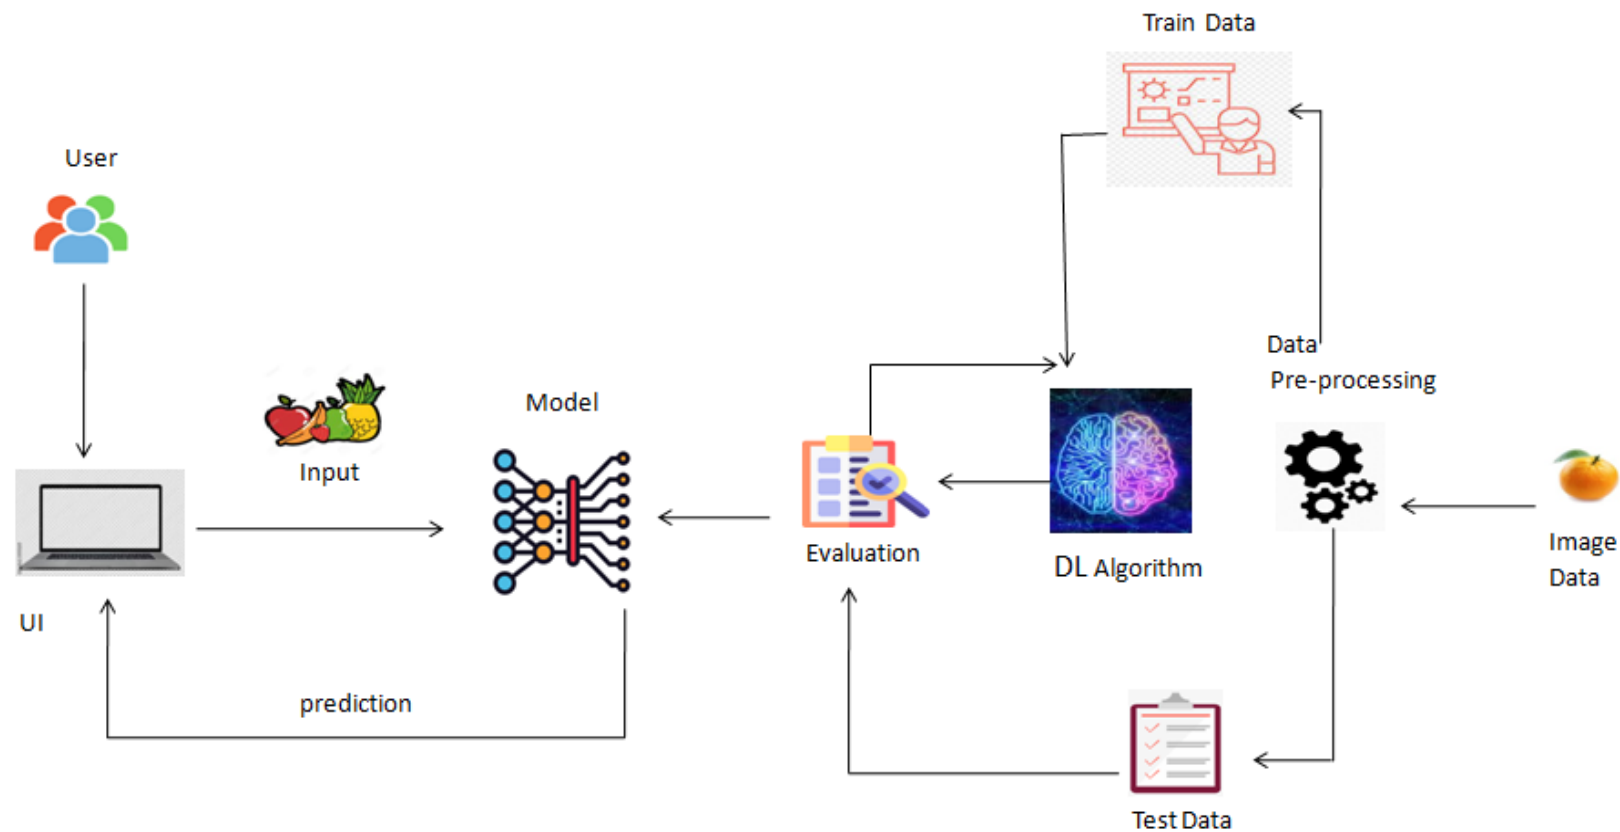 Train Data
User
Data
Pre-processing
Model
Input
Evaluation
DL Algorithm
Image
Data
UI
prediction
Test Data